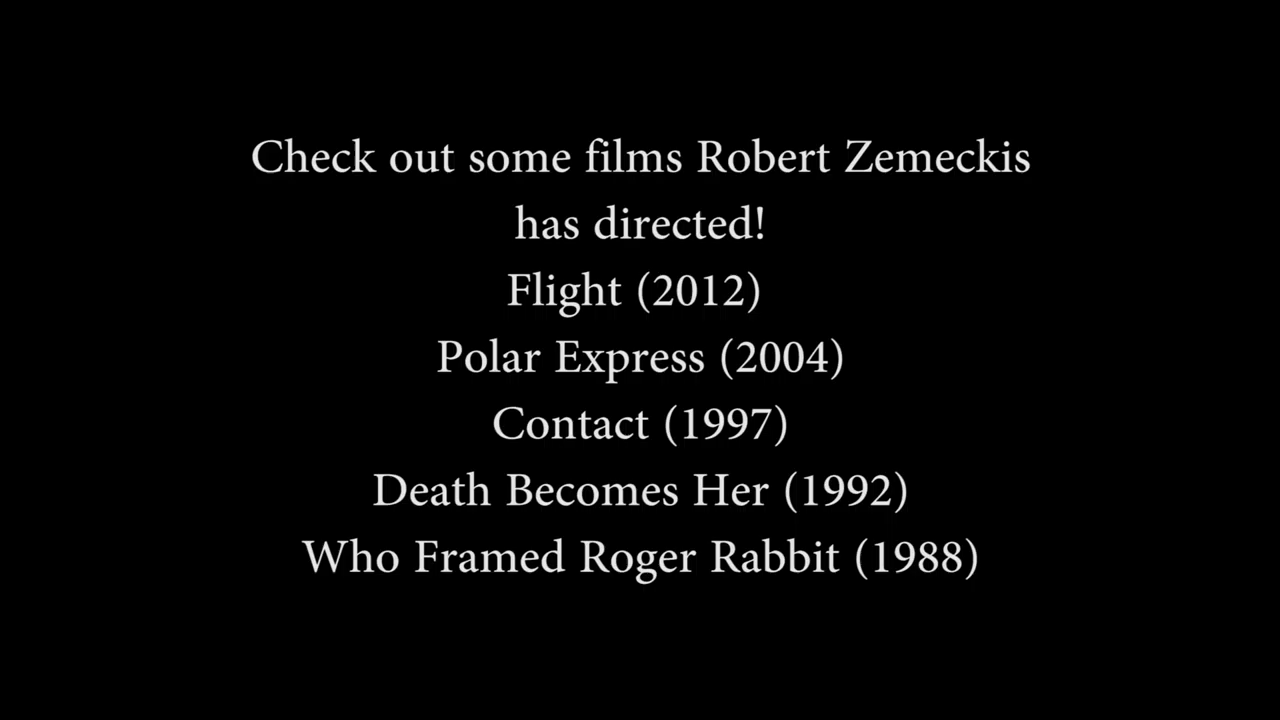 Check out some films Robert Zemeckis
has directed!
Flight (2012)
Polar Express (2004)
Contact (1997)
Death Becomes Her (1992)
Who Framed Roger Rabbit (1988)